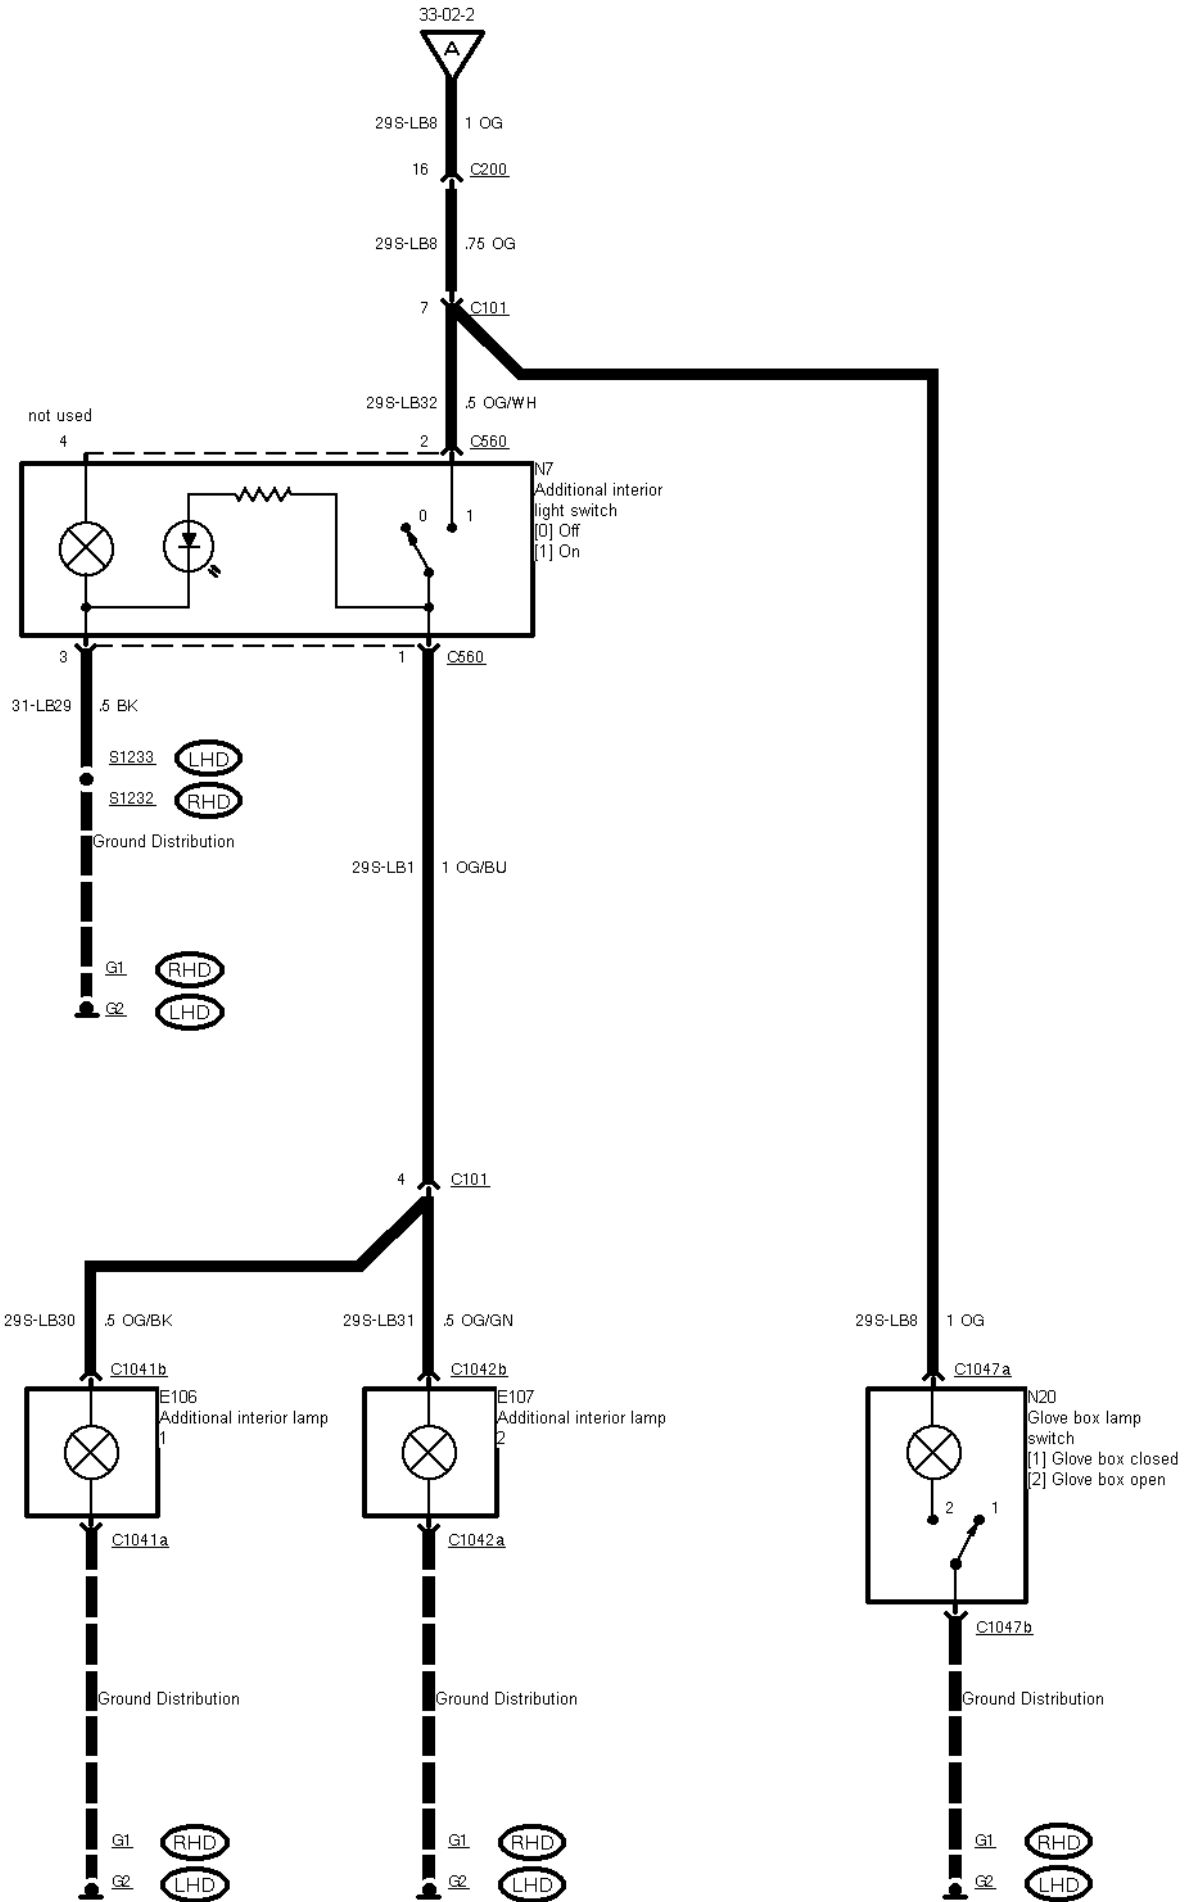 33-02-2
A
29S-LB8 1 OG
16 C200
29S-LB8 .75 OG
7 C101
29S-LB32 .5 OG/WH
not used
4 2 C560
N7
Additional interior
light switch
[0] Off
[1] On
0 1
3 1 C560
31-LB29 .5 BK
S1233 LHD
S1232 RHD
Ground Distribution
29S-LB1 1 OG/BU
G1 RHD
G2 LHD
4 C101
29S-LB30 .5 OG/BK 29S-LB31 .5 OG/GN 29S-LB8 1 OG
C1041b C1042b C1047a
E106
Additional interior lamp
1
E107
Additional interior lamp
2
N20
Glove box lamp
switch
[1] Glove box closed
[2] Glove box open
2 1
C1041a C1042a
C1047b
Ground Distribution Ground Distribution Ground Distribution
G1 RHD G1 RHD G1 RHD
G2 LHD G2 LHD G2 LHD